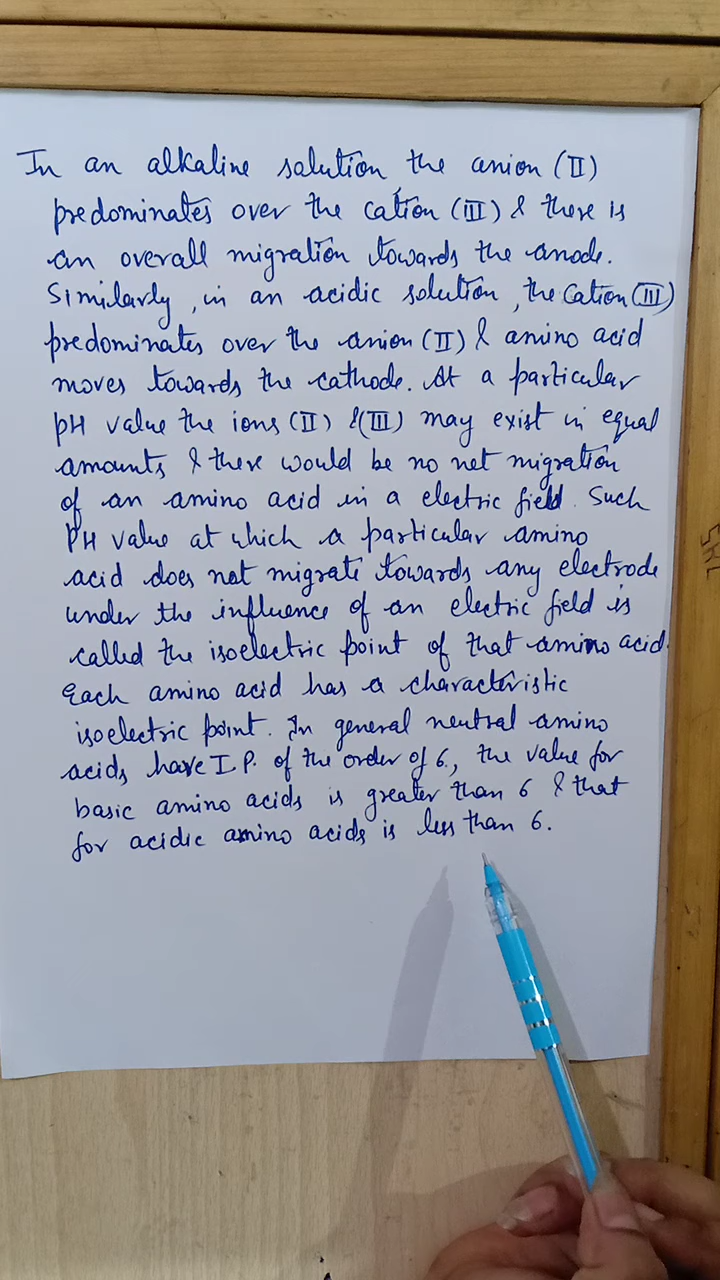 In an alkaline solution the anion (II)
predominates over the cation (III) & there is
an overall migration towards the anode.
Similarly, in an acidic solution, the Cation (III)
predominates over the anion (II) & amino acid
moves towards the cathode. At a particular
pH value the ions (II) & (III) may exist in equal
amounts & there would be no net migration
of an amino acid in a electric field. Such
PH value at which a particular amino
acid does not migrate towards any electrode
under the influence of an electric field is
called the isoelectric point of that amino acid.
Each amino acid has a characteristic
isoelectric point. In general neutral amino
acids have I.P. of the order of 6, the value for
basic amino acids is greater than 6 & that
for acidic amino acids is less than 6.